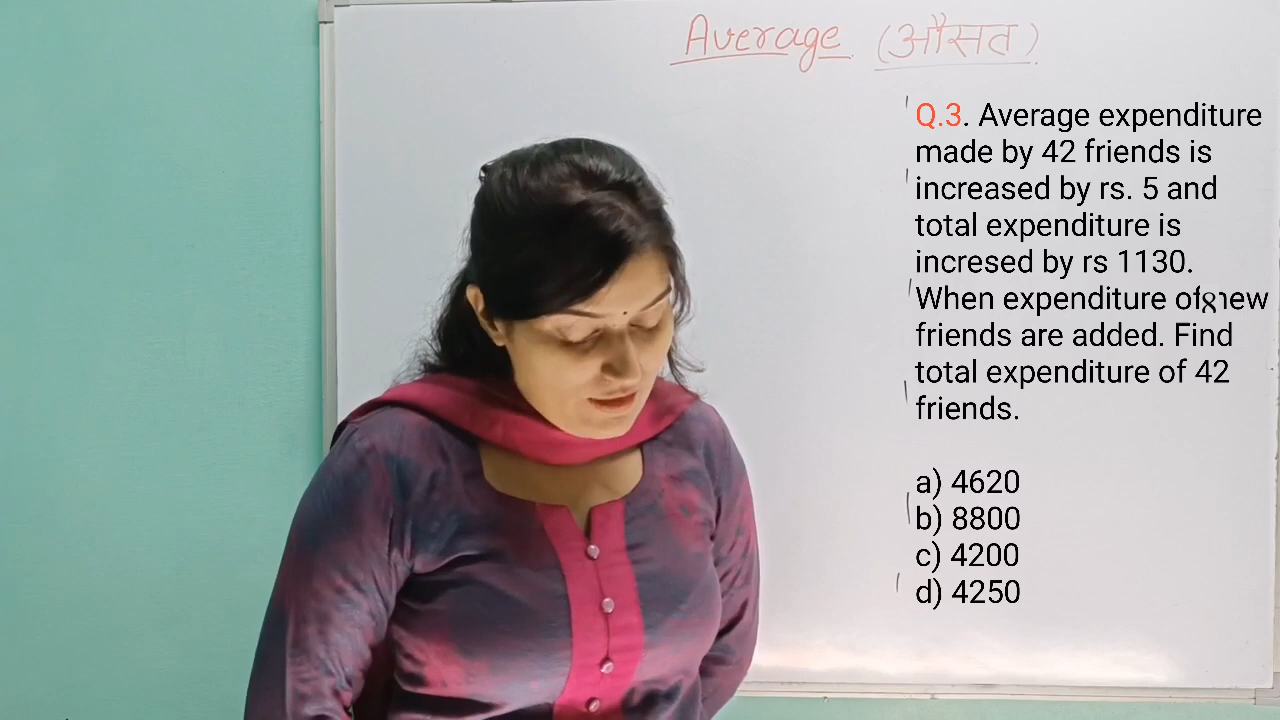 Average (औसत)
Q.3. Average expenditure
made by 42 friends is
increased by rs. 5 and
total expenditure is
incresed by rs 1130.
When expenditure of 8 new
friends are added. Find
total expenditure of 42
friends.
a) 4620
b) 8800
c) 4200
d) 4250